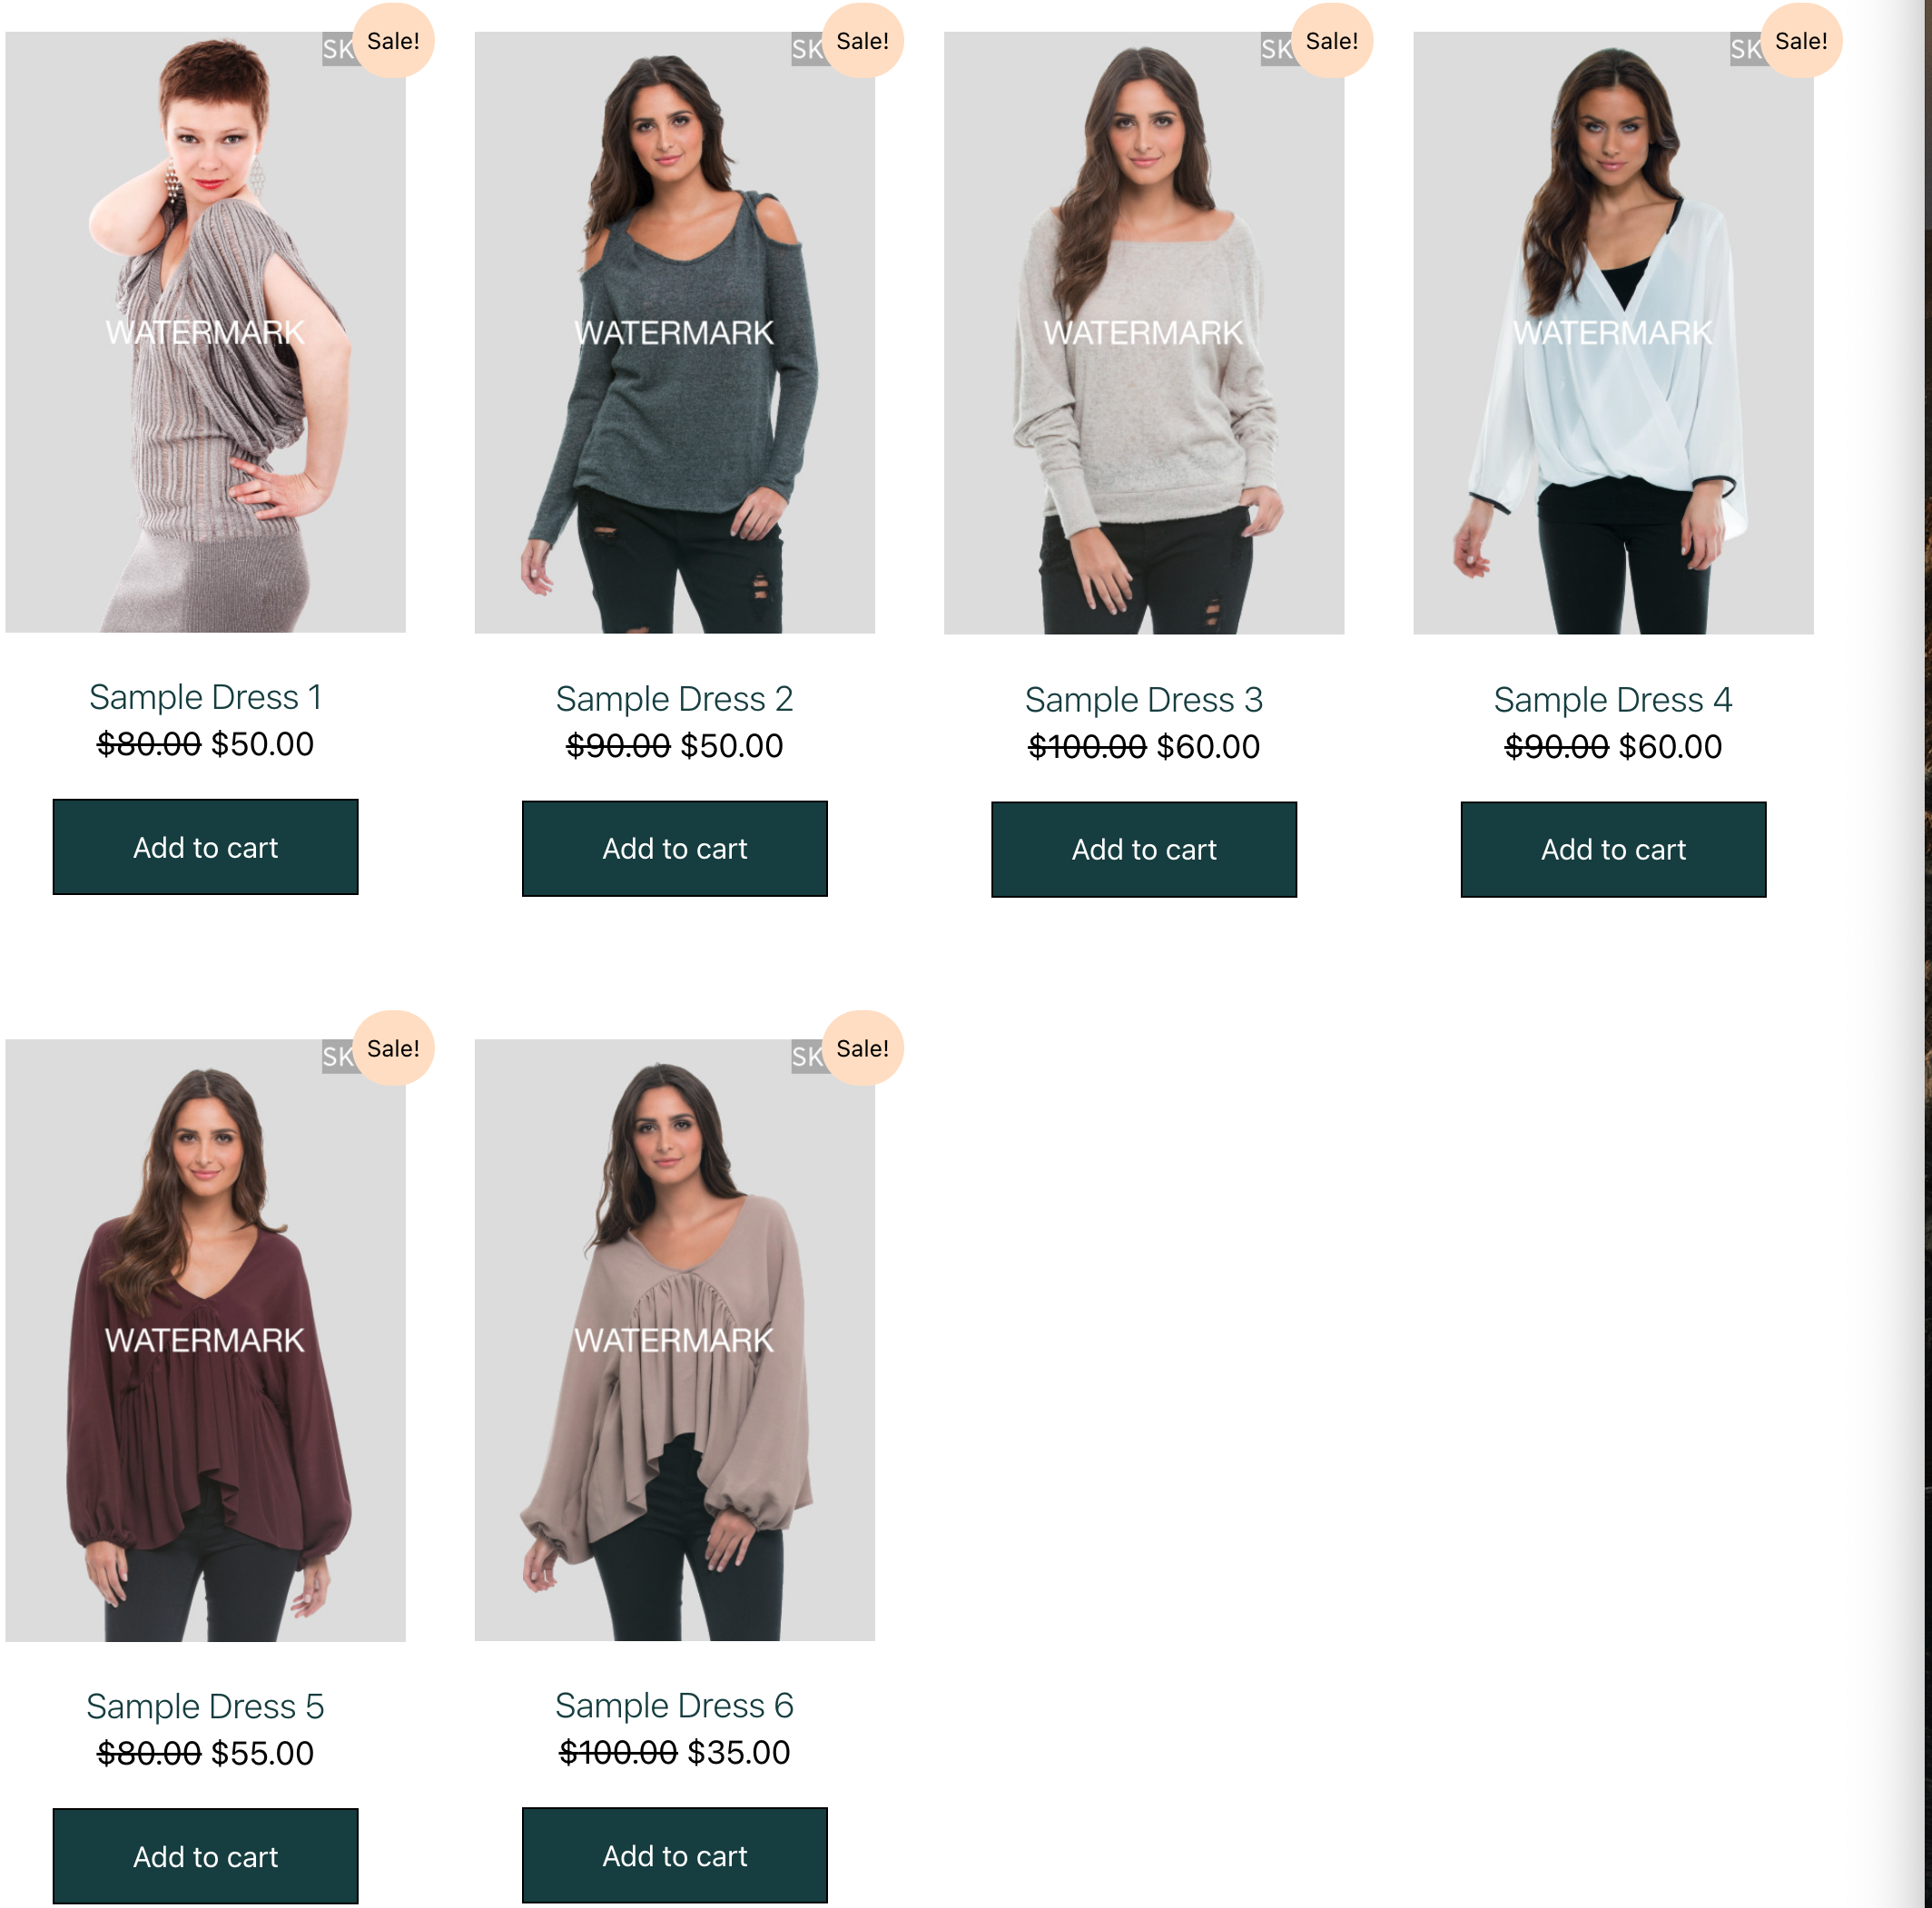 SK Sale! SK Sale! SK Sale! SK Sale!
WATERMARK WATERMARK WATERMARK WATERMARK
Sample Dress 1 Sample Dress 2 Sample Dress 3 Sample Dress 4
$80.00 $50.00 $90.00 $50.00 $100.00 $60.00 $90.00 $60.00
Add to cart Add to cart Add to cart Add to cart
SK Sale! SK Sale!
WATERMARK WATERMARK
Sample Dress 5 Sample Dress 6
$80.00 $55.00 $100.00 $35.00
Add to cart Add to cart